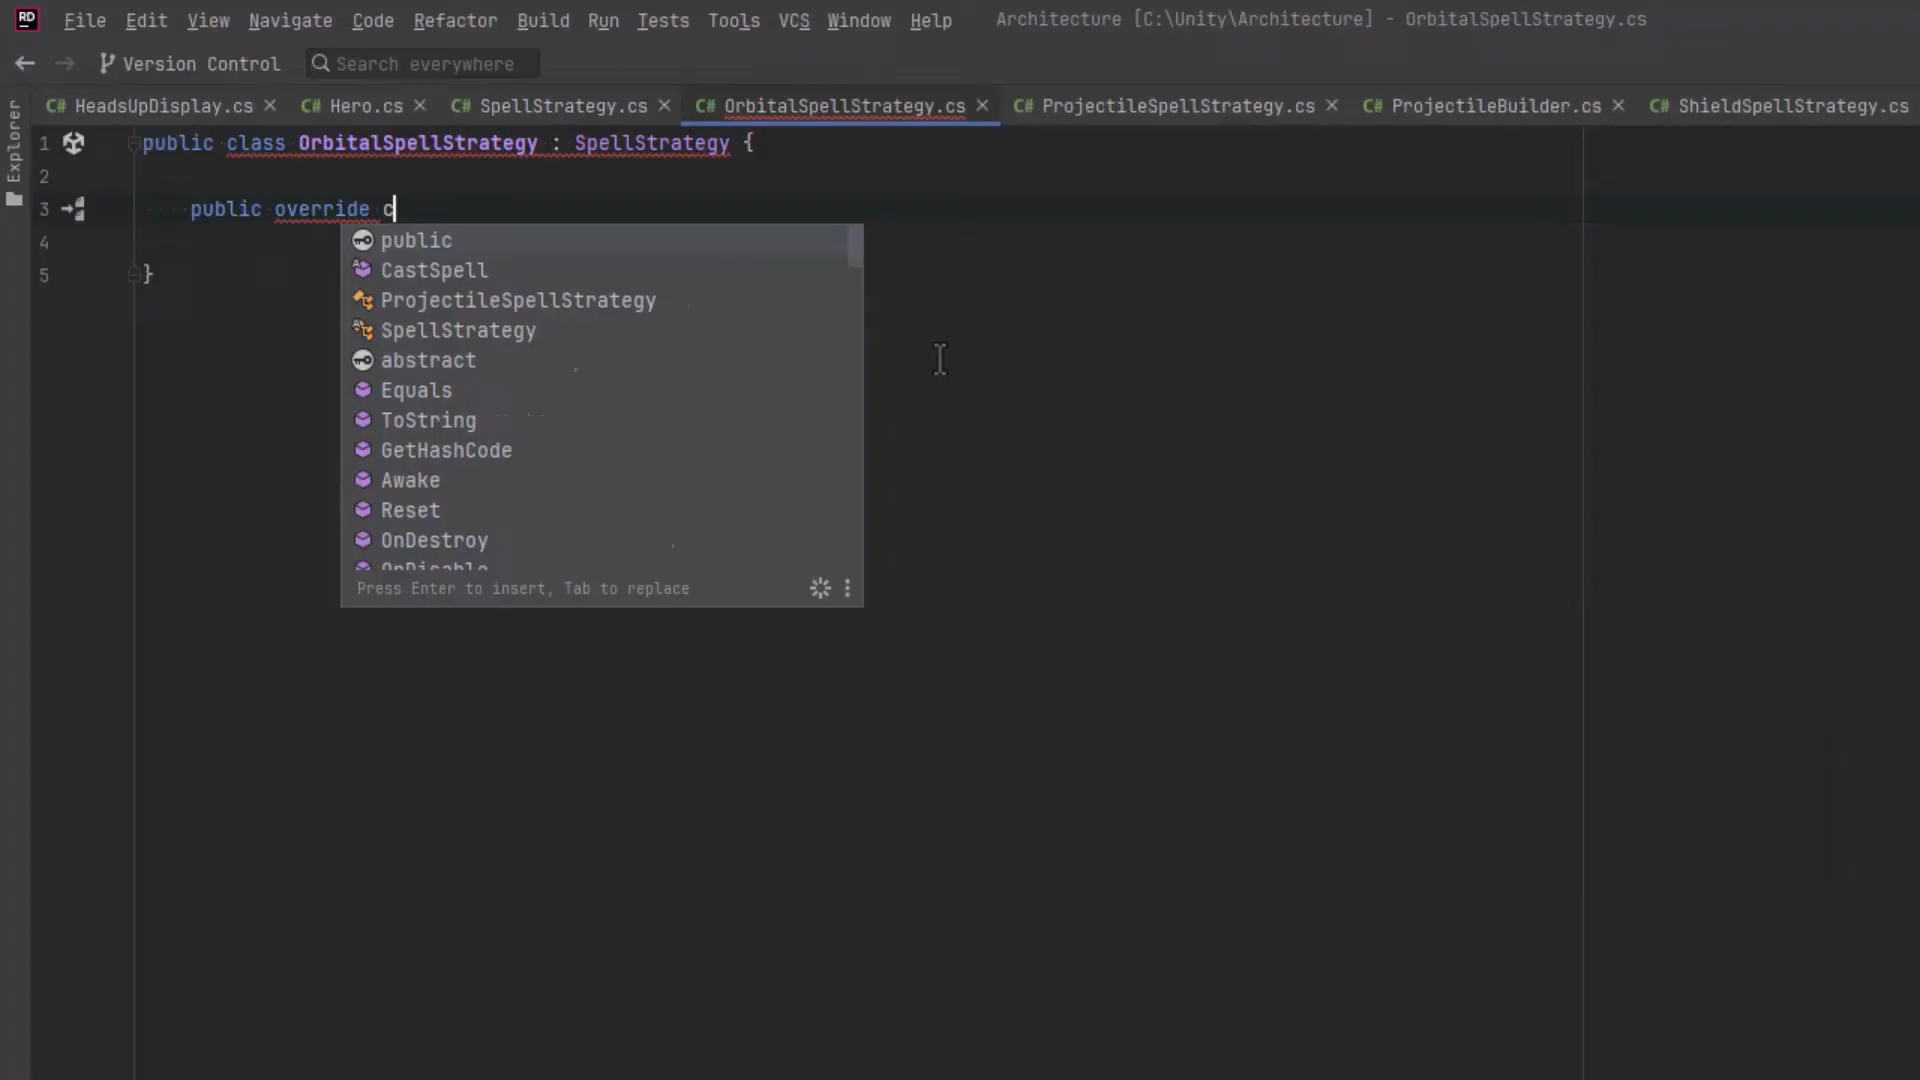 RD File Edit View Navigate Code Refactor Build Run Tests Tools VCS Window Help Architecture [C:\Unity\Architecture] - OrbitalSpellStrategy.cs
Version Control Search everywhere
C# HeadsUpDisplay.cs C# Hero.cs C# SpellStrategy.cs C# OrbitalSpellStrategy.cs C# ProjectileSpellStrategy.cs C# ProjectileBuilder.cs C# ShieldSpellStrategy.cs
Explorer
1 public class OrbitalSpellStrategy : SpellStrategy {
2
3 public override c
4
5 }
public
CastSpell
ProjectileSpellStrategy
SpellStrategy
abstract
Equals
ToString
GetHashCode
Awake
Reset
OnDestroy
OnDisable
Press Enter to insert, Tab to replace